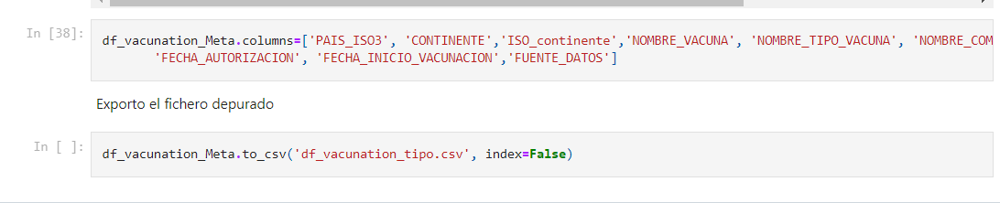 In [38]:
df_vacunation_Meta.columns=['PAIS_ISO3', 'CONTINENTE','ISO_continente','NOMBRE_VACUNA', 'NOMBRE_TIPO_VACUNA', 'NOMBRE_COM
'FECHA_AUTORIZACION', 'FECHA_INICIO_VACUNACION','FUENTE_DATOS']
Exporto el fichero depurado
In [ ]:
df_vacunation_Meta.to_csv('df_vacunation_tipo.csv', index=False)